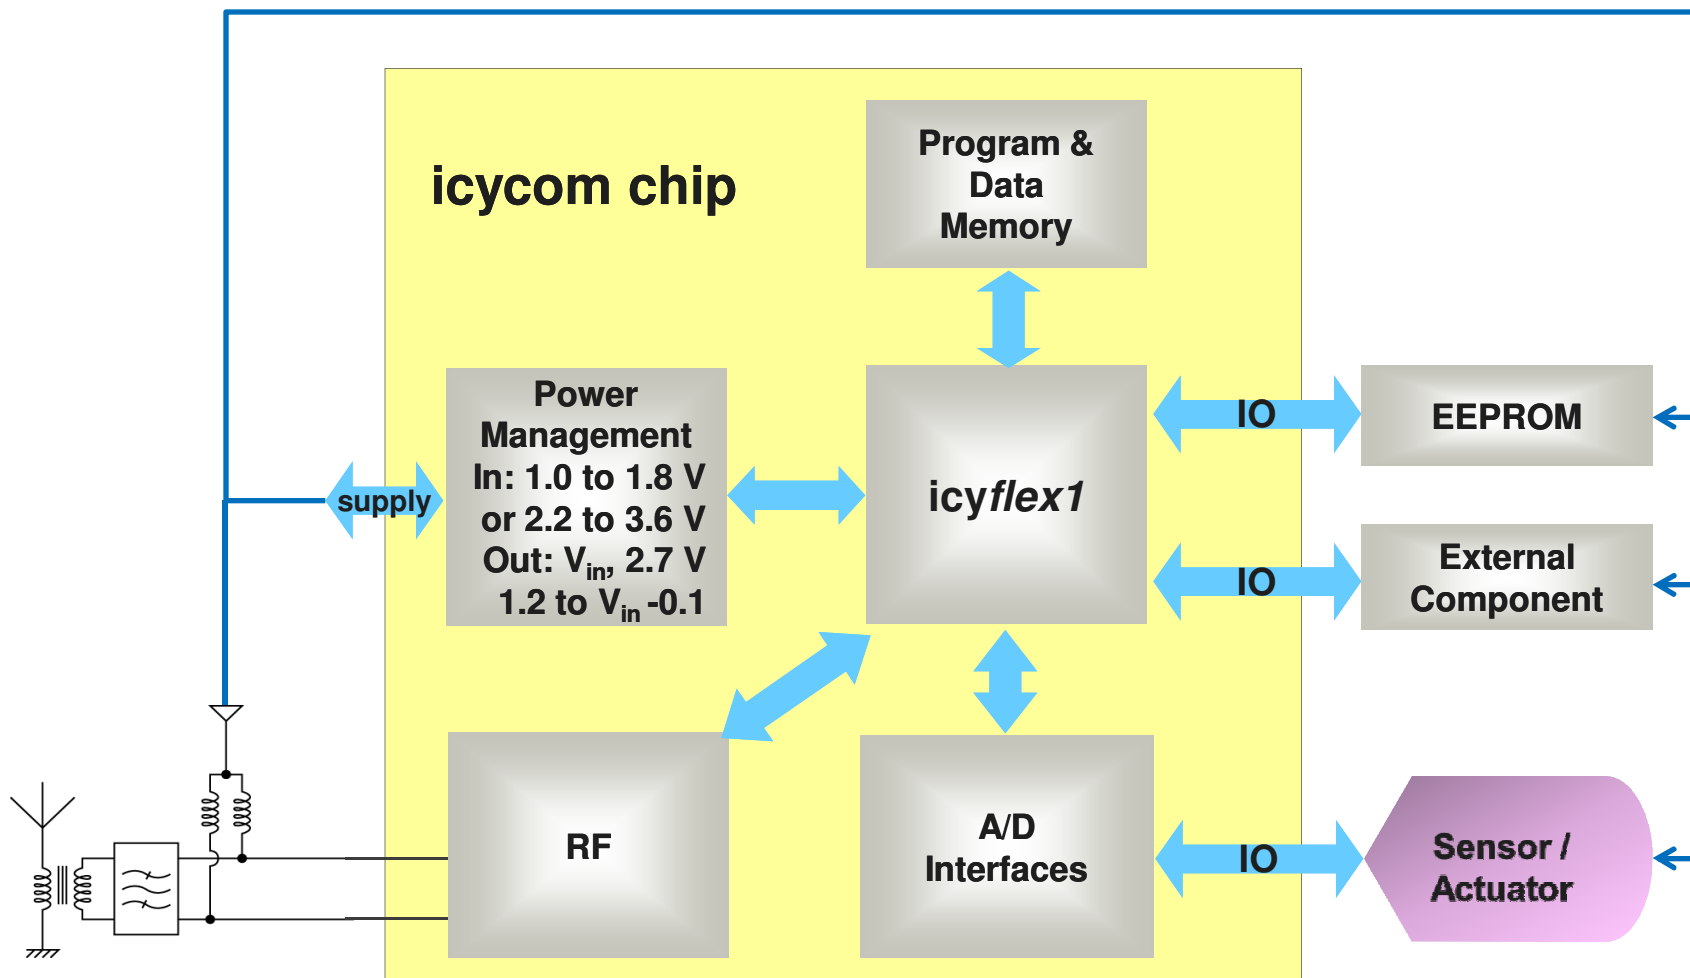 icycom chip
Program &
Data
Memory
Power
Management
In: 1.0 to 1.8 V
or 2.2 to 3.6 V
Out: Vin, 2.7 V
1.2 to Vin -0.1
supply
icyflex1
IO
EEPROM
IO
External
Component
RF
A/D
Interfaces
IO
Sensor /
Actuator